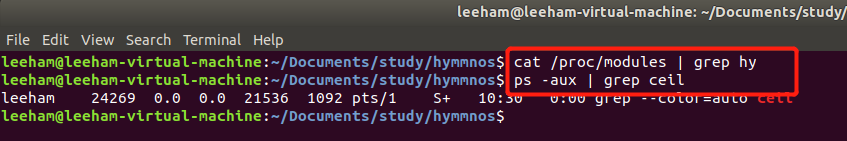 leeham@leeham-virtual-machine: ~/Documents/study/
File Edit View Search Terminal Help
leeham@leeham-virtual-machine:~/Documents/study/hymmnos$ cat /proc/modules | grep hy
leeham@leeham-virtual-machine:~/Documents/study/hymmnos$ ps -aux | grep ceil
leeham    24269  0.0  0.0  21536  1092 pts/1    S+   10:30   0:00 grep --color=auto ceil
leeham@leeham-virtual-machine:~/Documents/study/hymmnos$